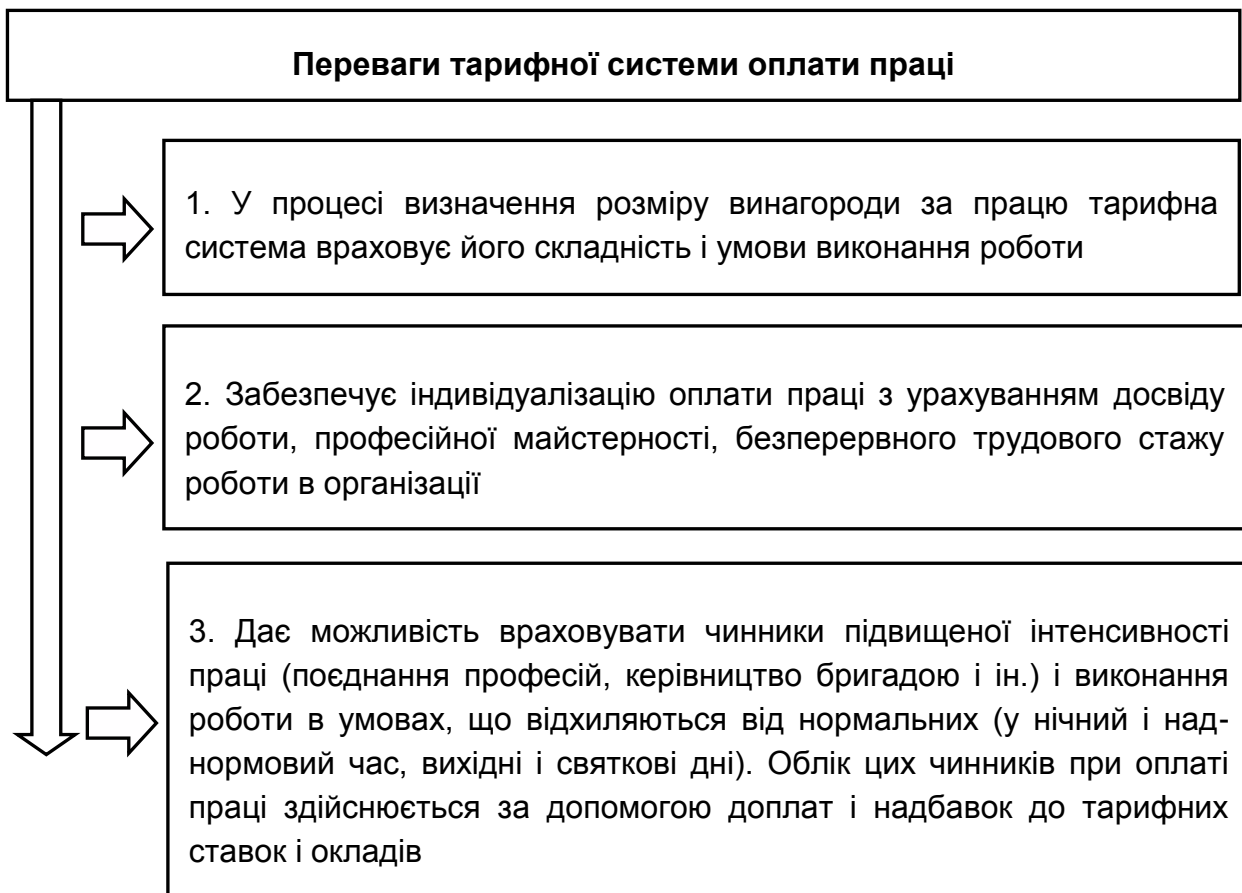 Переваги тарифної системи оплати праці
1. У процесі визначення розміру винагороди за працю тарифна
система враховує його складність і умови виконання роботи
2. Забезпечує індивідуалізацію оплати праці з урахуванням досвіду
роботи, професійної майстерності, безперервного трудового стажу
роботи в організації
3. Дає можливість враховувати чинники підвищеної інтенсивності
праці (поєднання професій, керівництво бригадою і ін.) і виконання
роботи в умовах, що відхиляються від нормальних (у нічний і над-
нормовий час, вихідні і святкові дні). Облік цих чинників при оплаті
праці здійснюється за допомогою доплат і надбавок до тарифних
ставок і окладів